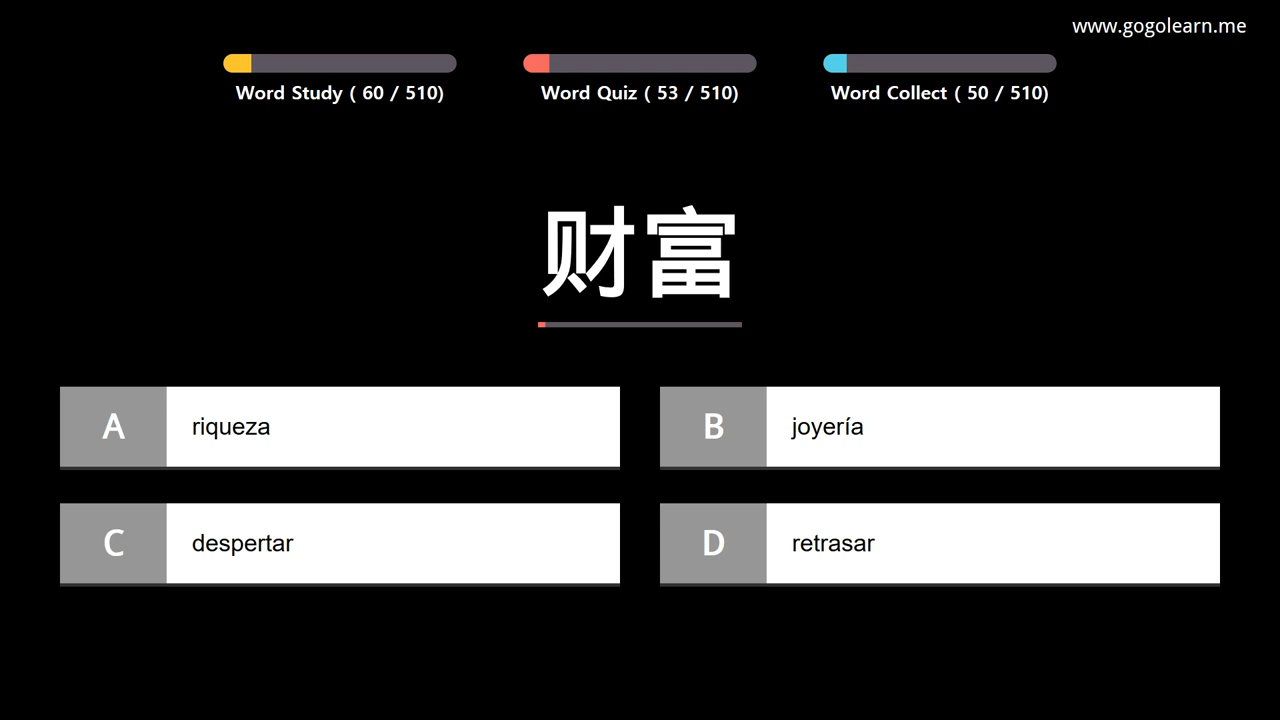 www.gogolearn.me
Word Study ( 60 / 510)
Word Quiz ( 53 / 510)
Word Collect ( 50 / 510)
财富
A riqueza
B joyería
C despertar
D retrasar